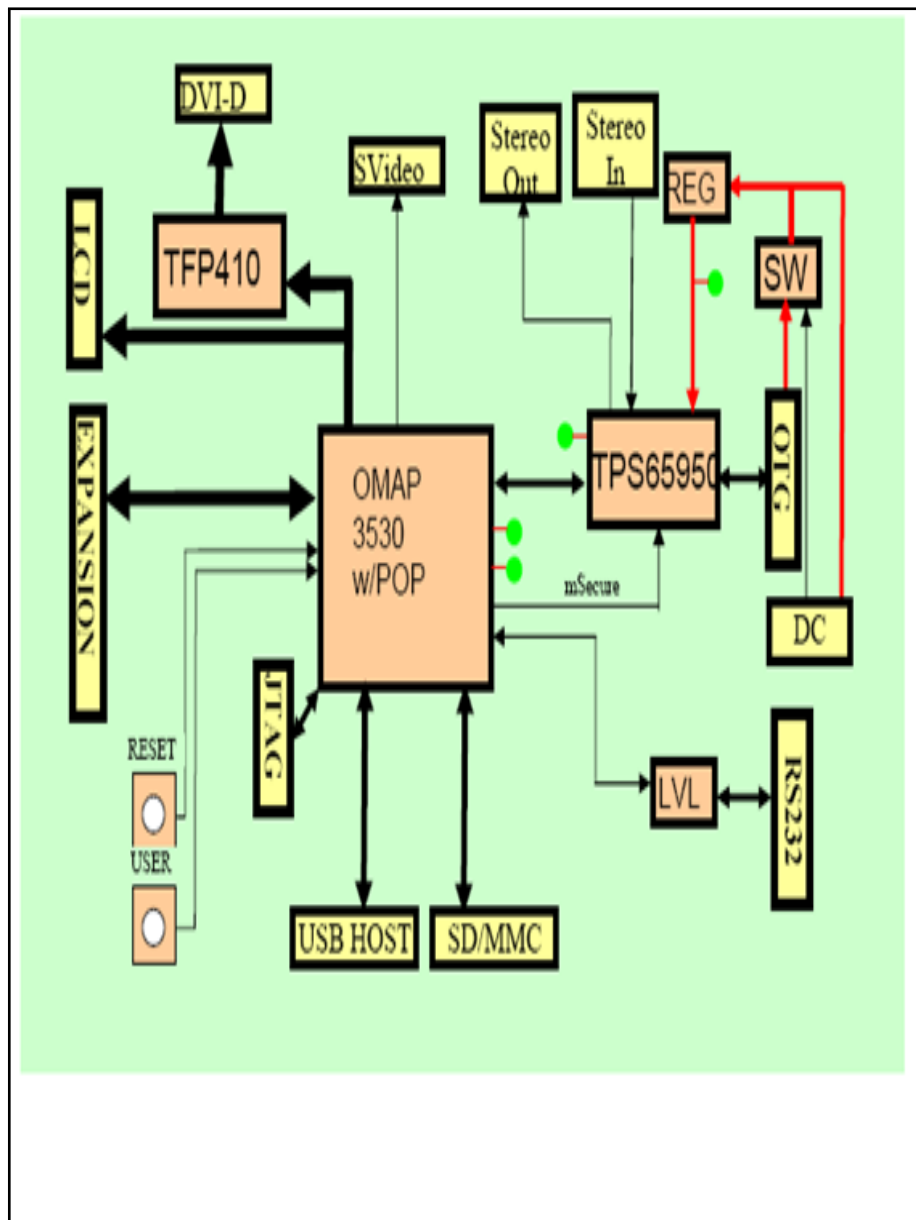 DVI-D
SVideo
Stereo
Out
Stereo
In
REG
LCD
TFP410
SW
EXPANSION
OMAP
3530
w/POP
TPS65950
OTG
mSecure
DC
JTAG
RESET
LVL
RS232
USER
USB HOST
SD/MMC